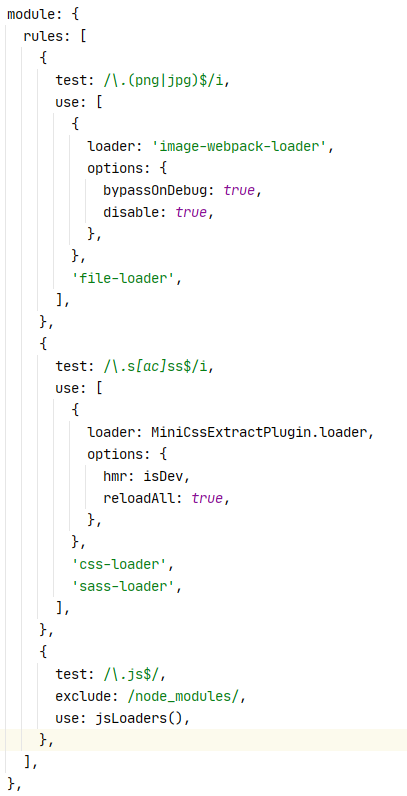 module: {
  rules: [
    {
      test: /\.(png|jpg)$/i,
      use: [
        {
          loader: 'image-webpack-loader',
          options: {
            bypassOnDebug: true,
            disable: true,
          },
        },
        'file-loader',
      ],
    },
    {
      test: /\.s[ac]ss$/i,
      use: [
        {
          loader: MiniCssExtractPlugin.loader,
          options: {
            hmr: isDev,
            reloadAll: true,
          },
        },
        'css-loader',
        'sass-loader',
      ],
    },
    {
      test: /\.js$/,
      exclude: /node_modules/,
      use: jsLoaders(),
    },
  ],
},